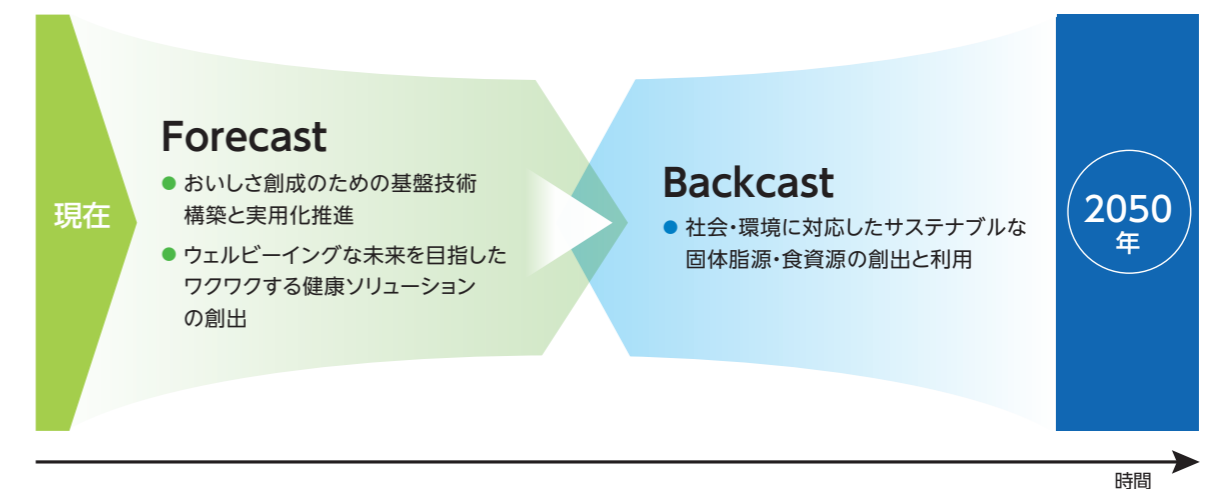 現在
Forecast
● おいしさ創成のための基盤技術
構築と実用化推進
● ウェルビーイングな未来を目指した
ワクワクする健康ソリューション
の創出
Backcast
● 社会・環境に対応したサステナブルな
固体脂源・食資源の創出と利用
2050
年
時間